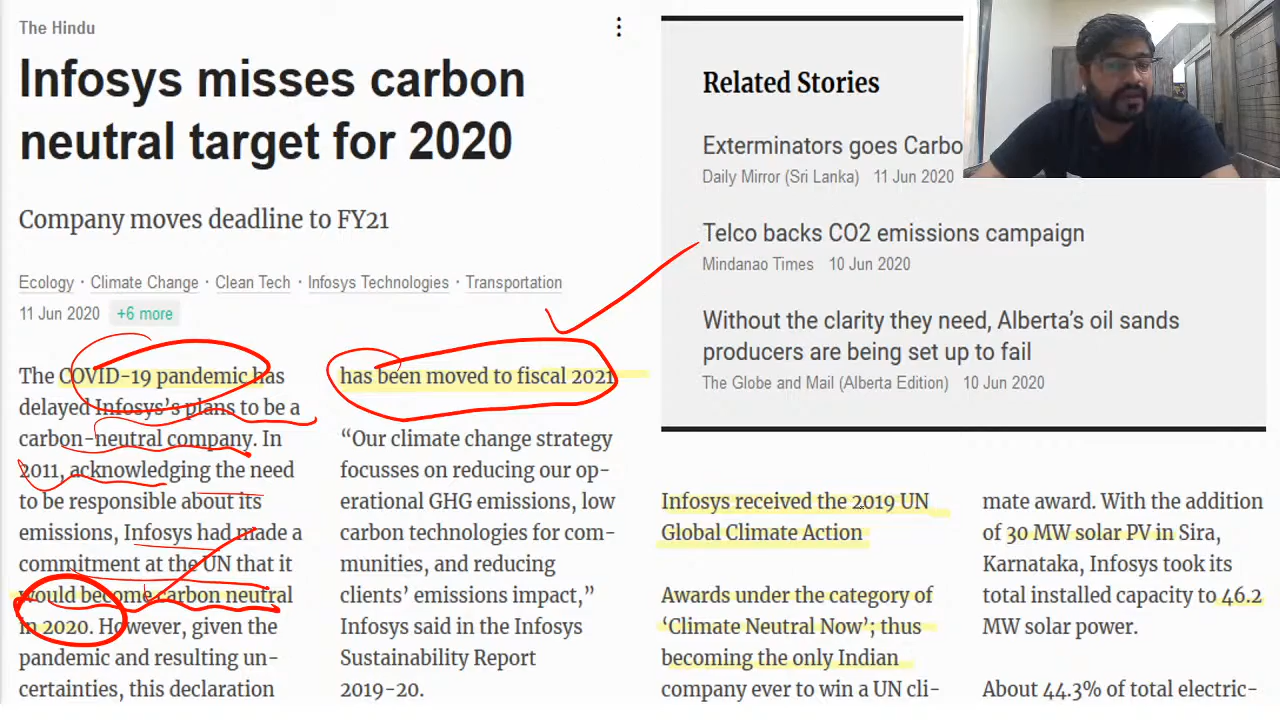 The Hindu
Infosys misses carbon
neutral target for 2020
Company moves deadline to FY21
Ecology · Climate Change · Clean Tech · Infosys Technologies · Transportation
11 Jun 2020 +6 more
The COVID-19 pandemic has
delayed Infosys’s plans to be a
carbon-neutral company. In
2011, acknowledging the need
to be responsible about its
emissions, Infosys had made a
commitment at the UN that it
would become carbon neutral
in 2020. However, given the
pandemic and resulting un-
certainties, this declaration
has been moved to fiscal 2021
“Our climate change strategy
focusses on reducing our op-
erational GHG emissions, low
carbon technologies for com-
munities, and reducing
clients’ emissions impact,”
Infosys said in the Infosys
Sustainability Report
2019-20.
Related Stories
Exterminators goes Carbo
Daily Mirror (Sri Lanka) 11 Jun 2020
Telco backs CO2 emissions campaign
Mindanao Times 10 Jun 2020
Without the clarity they need, Alberta’s oil sands
producers are being set up to fail
The Globe and Mail (Alberta Edition) 10 Jun 2020
Infosys received the 2019 UN
Global Climate Action
Awards under the category of
‘Climate Neutral Now’; thus
becoming the only Indian
company ever to win a UN cli-
mate award. With the addition
of 30 MW solar PV in Sira,
Karnataka, Infosys took its
total installed capacity to 46.2
MW solar power.
About 44.3% of total electric-